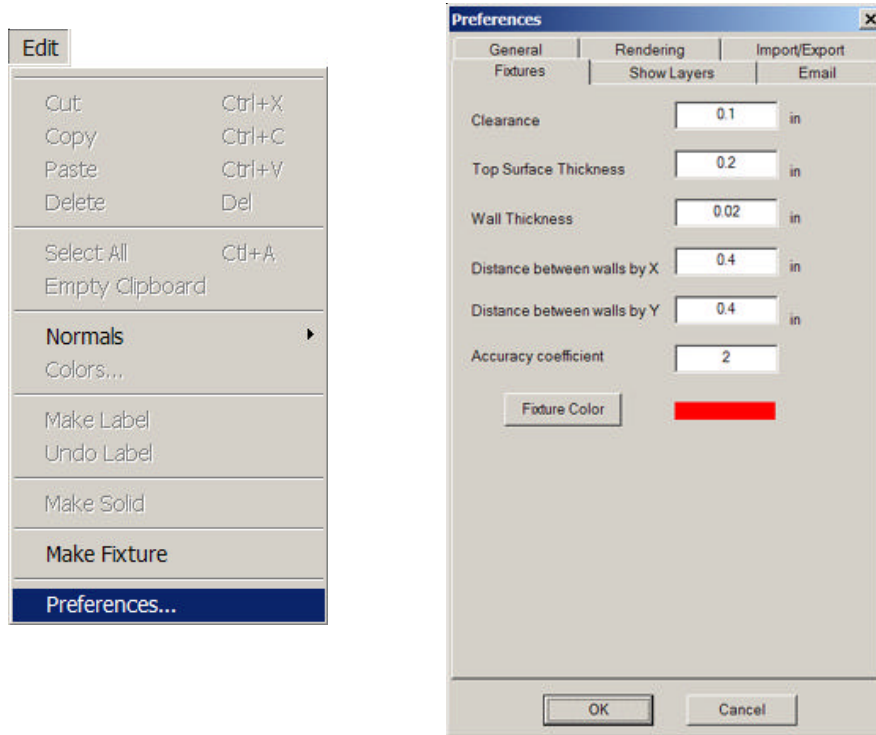 Edit
Cut Ctrl+X
Copy Ctrl+C
Paste Ctrl+V
Delete Del
Select All Ctl+A
Empty Clipboard
Normals
Colors...
Make Label
Undo Label
Make Solid
Make Fixture
Preferences...
Preferences
General Rendering Import/Export
Fixtures Show Layers Email
Clearance 0.1 in
Top Surface Thickness 0.2 in
Wall Thickness 0.02 in
Distance between walls by X 0.4 in
Distance between walls by Y 0.4 in
Accuracy coefficient 2
Fixture Color
OK Cancel